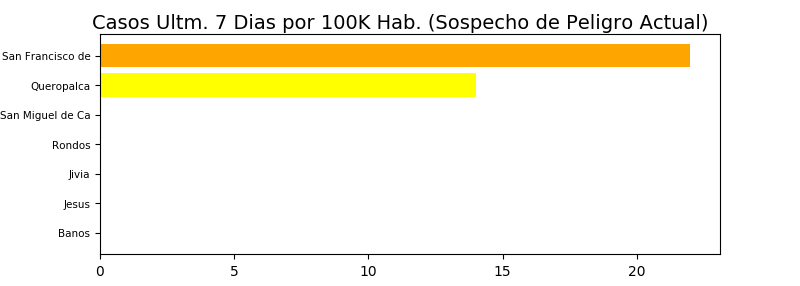 Casos Ultm. 7 Dias por 100K Hab. (Sospecho de Peligro Actual)
San Francisco de
Queropalca
San Miguel de Ca
Rondos
Jivia
Jesus
Banos
0 5 10 15 20